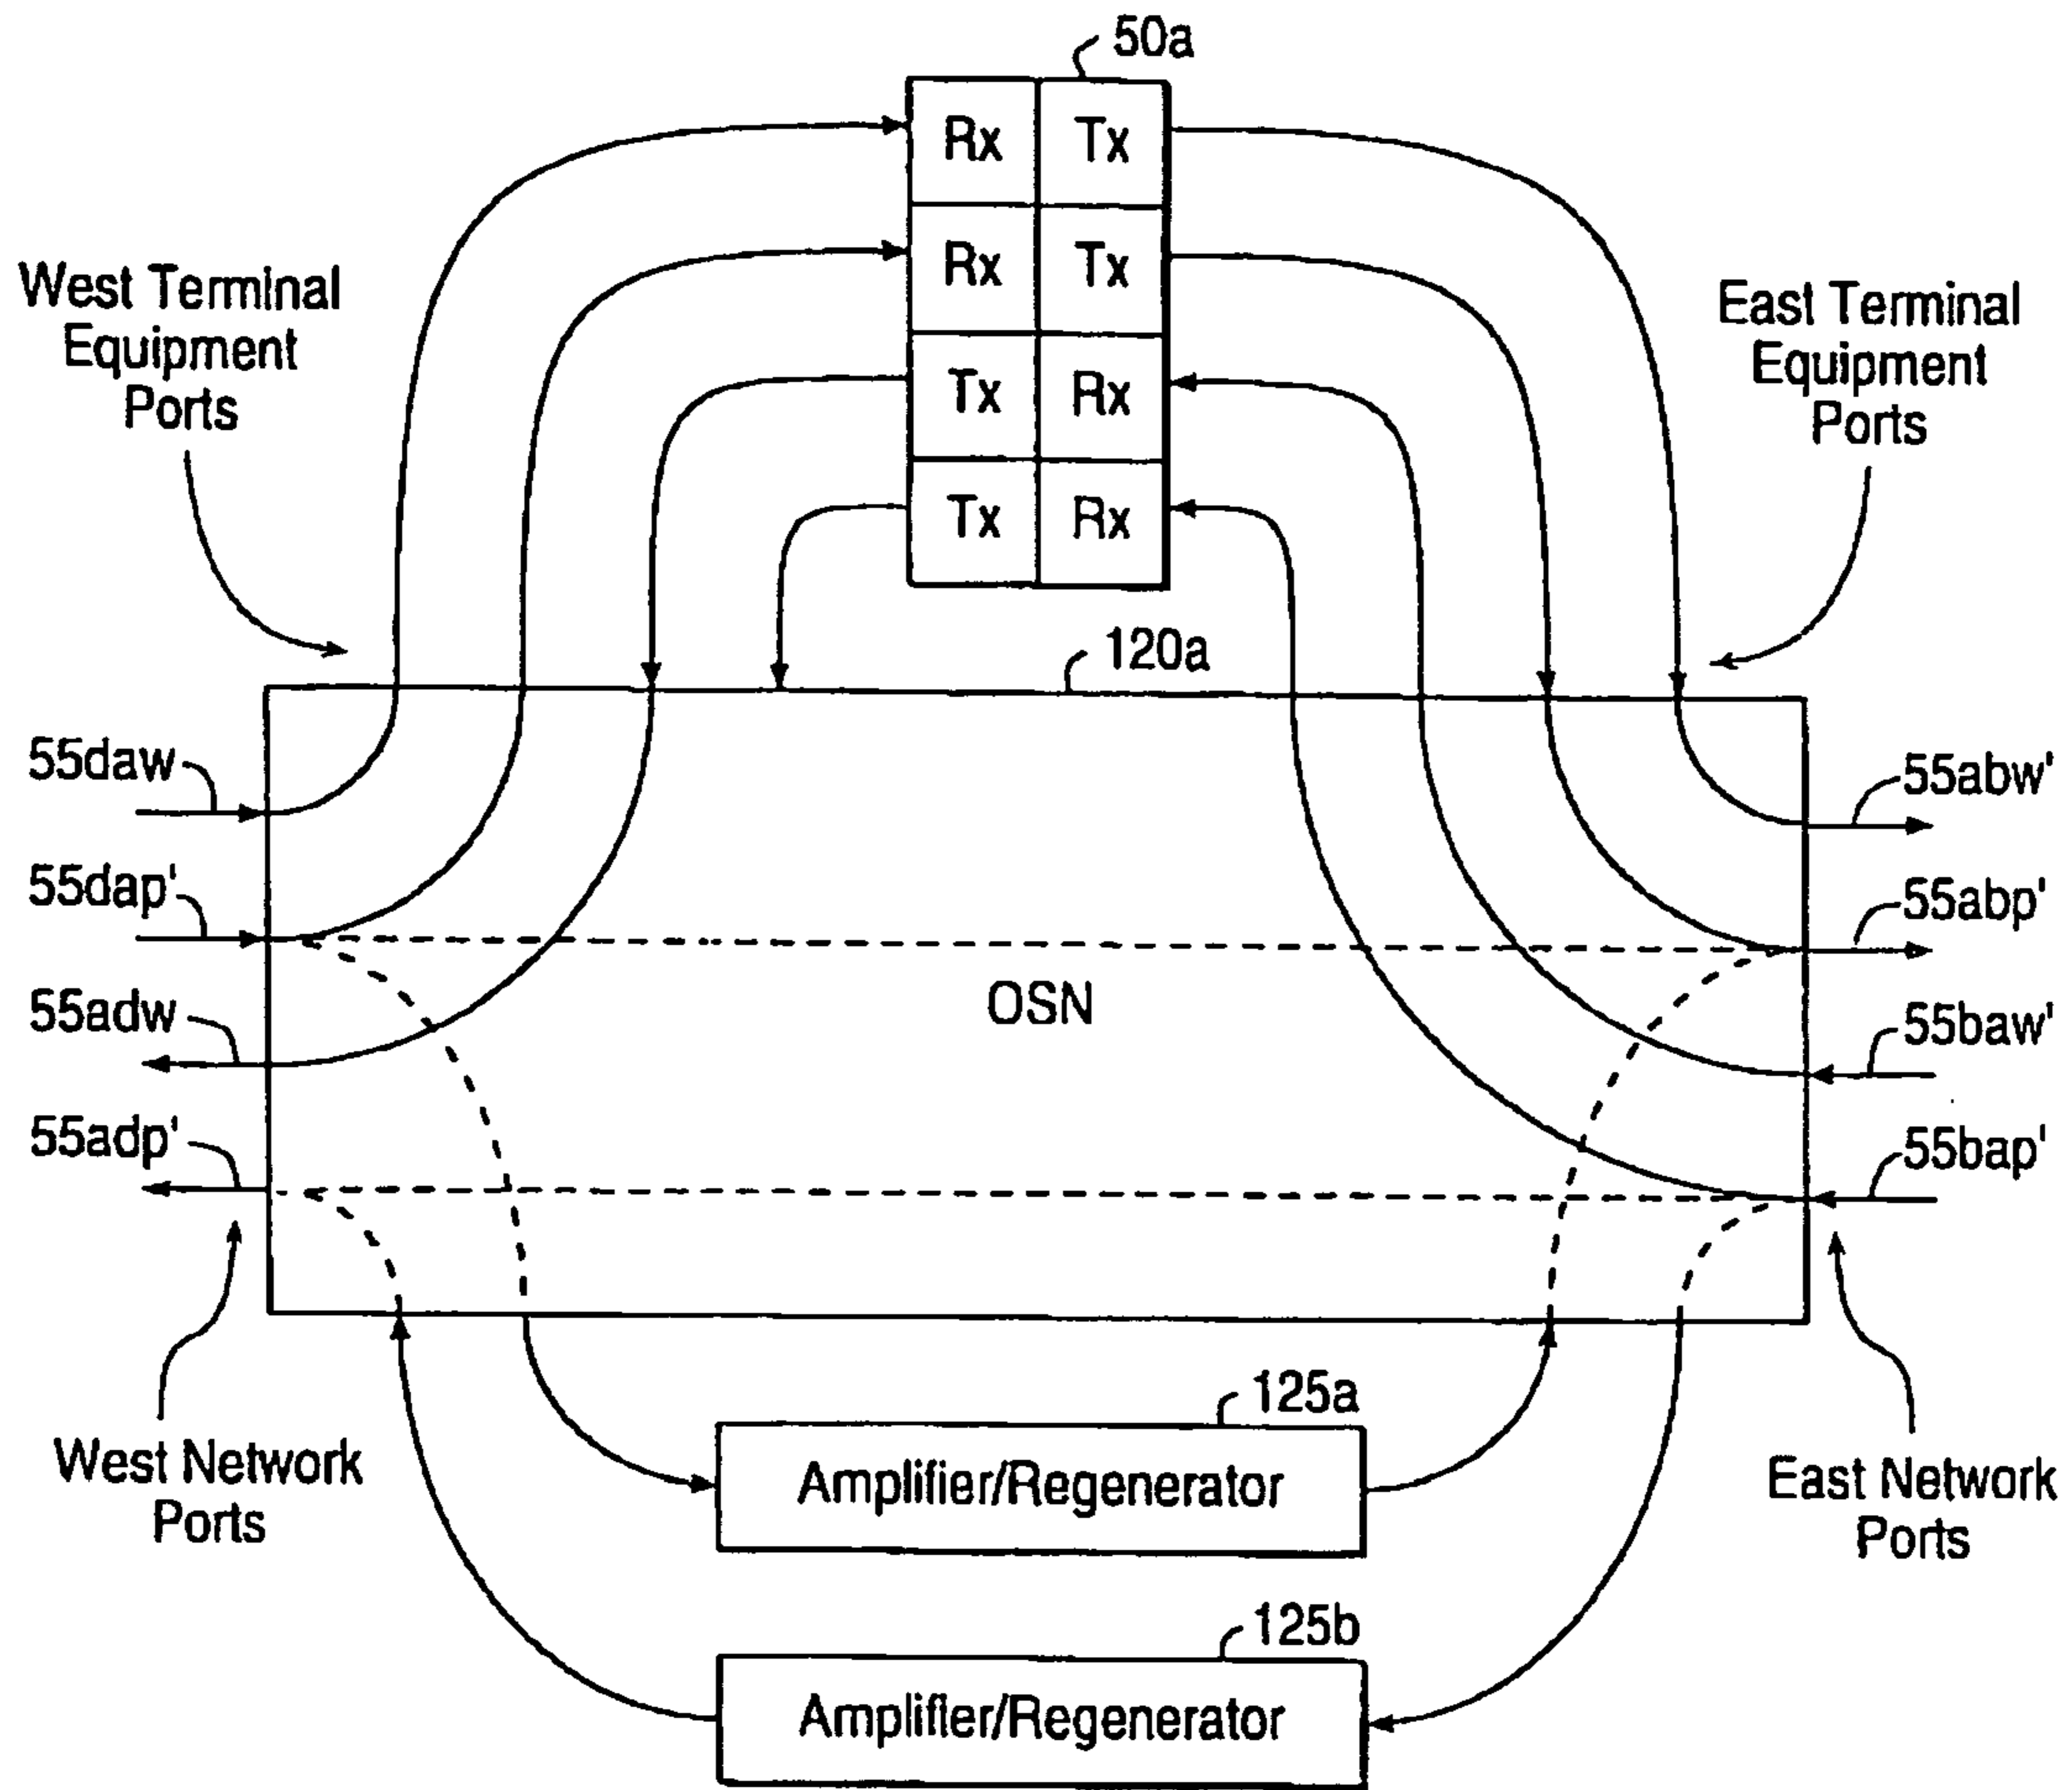 50a
Rx Tx
Rx Tx
Tx Rx
Tx Rx
West Terminal
Equipment
Ports
East Terminal
Equipment
Ports
120a
55daw
55dap'
55adw
55adp'
OSN
55abw'
55abp'
55baw'
55bap'
West Network
Ports
East Network
Ports
125a
Amplifier/Regenerator
125b
Amplifier/Regenerator